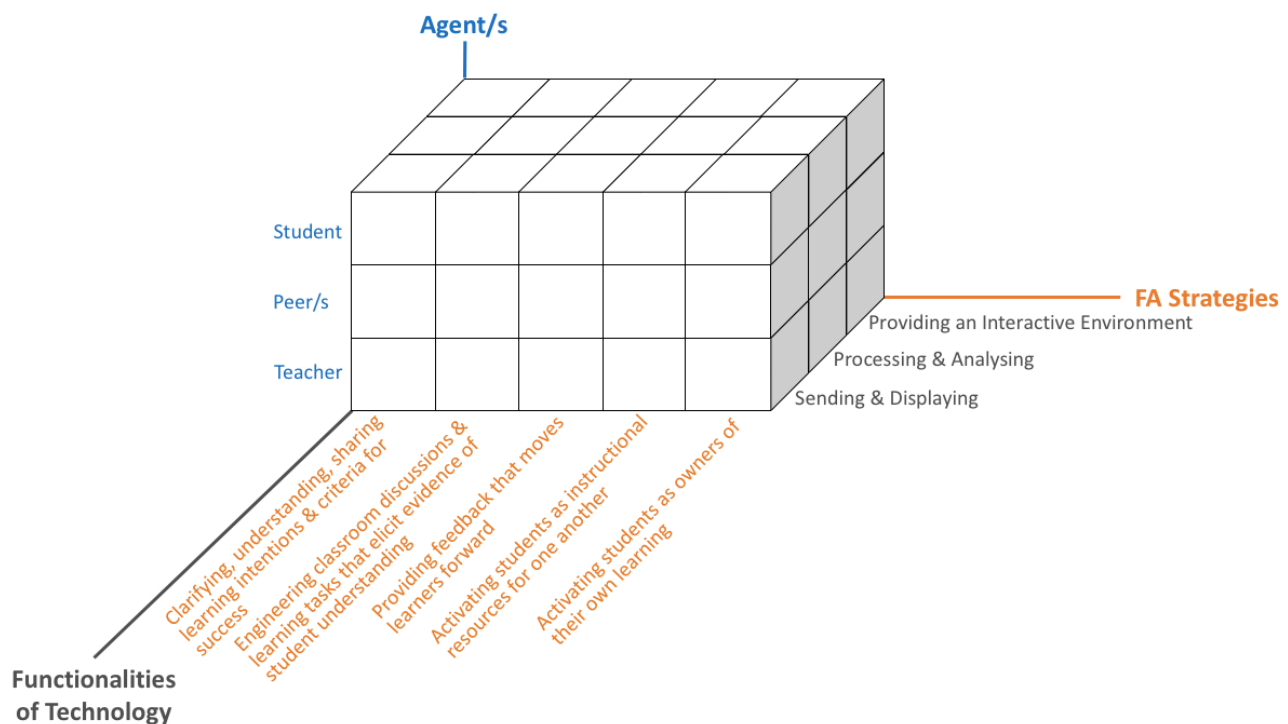 Agent/s
Student
Peer/s
Teacher
FA Strategies
Providing an Interactive Environment
Processing & Analysing
Sending & Displaying
Clarifying, understanding, sharing
learning intentions & criteria for
success
Engineering classroom discussions &
learning tasks that elicit evidence of
student understanding
Providing feedback that moves
learners forward
Activating students as instructional
resources for one another
Activating students as owners of
their own learning
Functionalities
of Technology